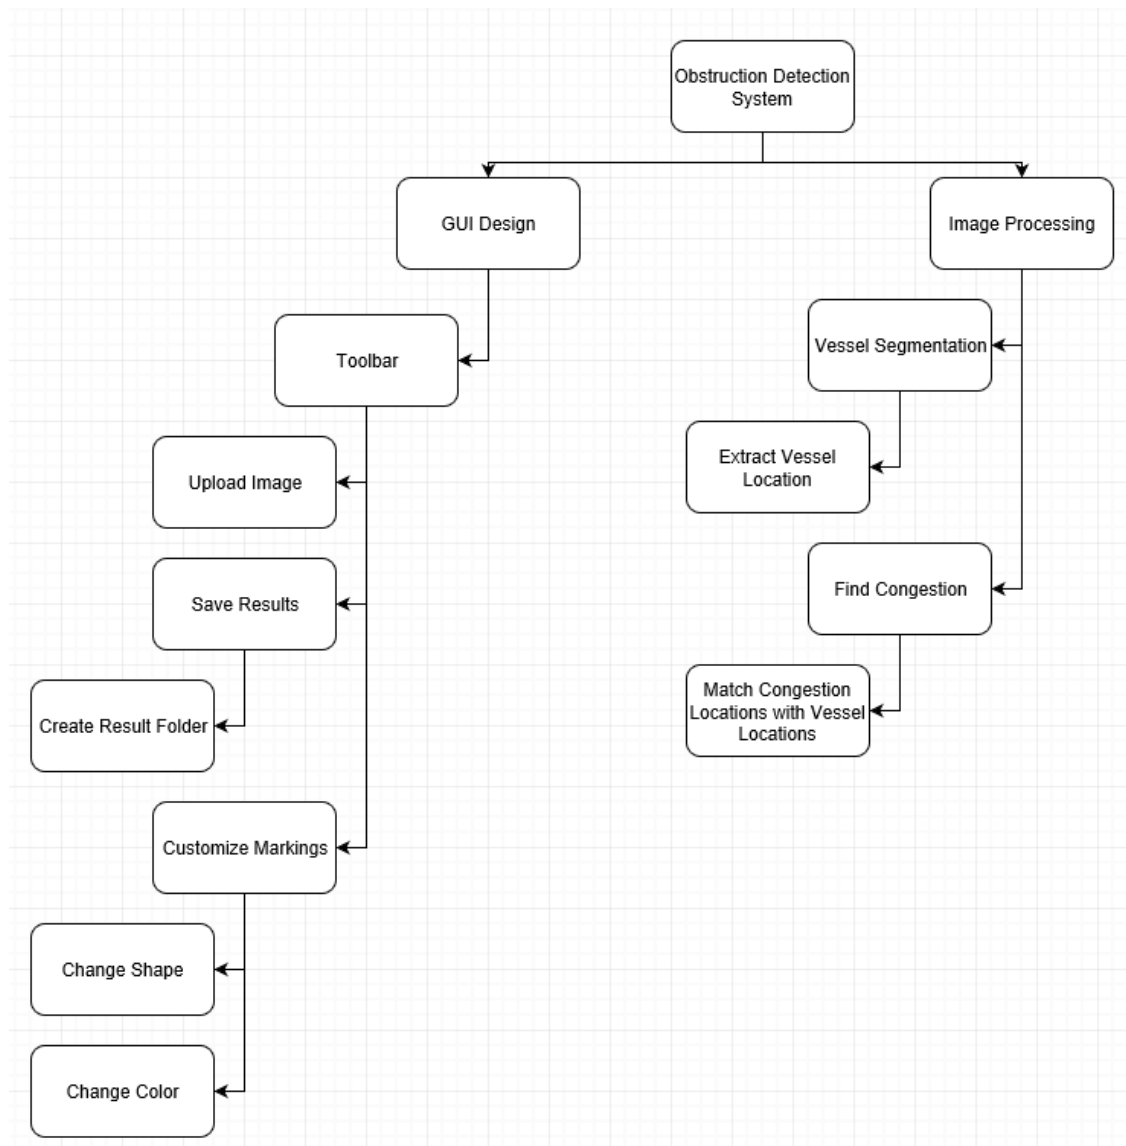 Obstruction Detection
System
GUI Design
Image Processing
Toolbar
Vessel Segmentation
Upload Image
Extract Vessel
Location
Save Results
Find Congestion
Create Result Folder
Match Congestion
Locations with Vessel
Locations
Customize Markings
Change Shape
Change Color